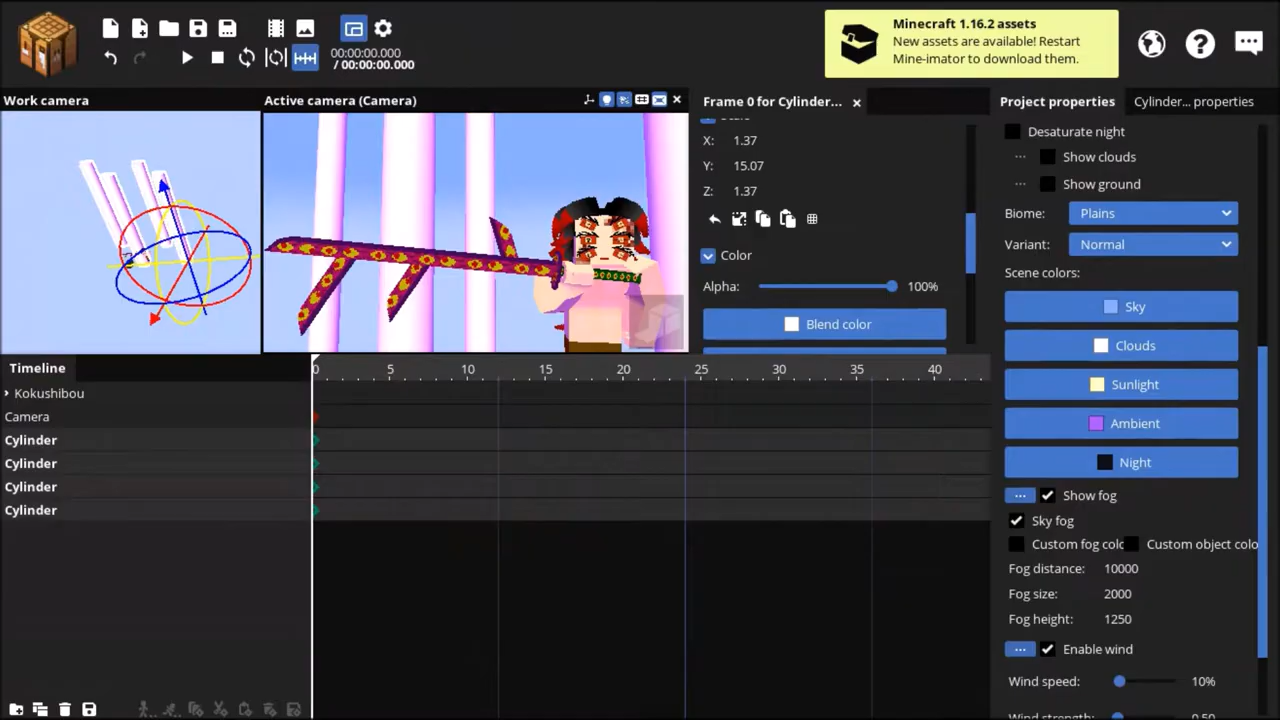 00:00:00.000
/ 00:00:00.000
Minecraft 1.16.2 assets
New assets are available! Restart
Mine-imator to download them.
Work camera
Active camera (Camera)
Frame 0 for Cylinder...
Project properties
Cylinder... properties
X: 1.37
Y: 15.07
Z: 1.37
Color
Alpha: 100%
Blend color
Desaturate night
Show clouds
Show ground
Biome: Plains
Variant: Normal
Scene colors:
Sky
Clouds
Sunlight
Ambient
Night
Show fog
Sky fog
Custom fog colo
Custom object colo
Fog distance: 10000
Fog size: 2000
Fog height: 1250
Enable wind
Wind speed: 10%
Timeline
0 5 10 15 20 25 30 35 40
Kokushibou
Camera
Cylinder
Cylinder
Cylinder
Cylinder